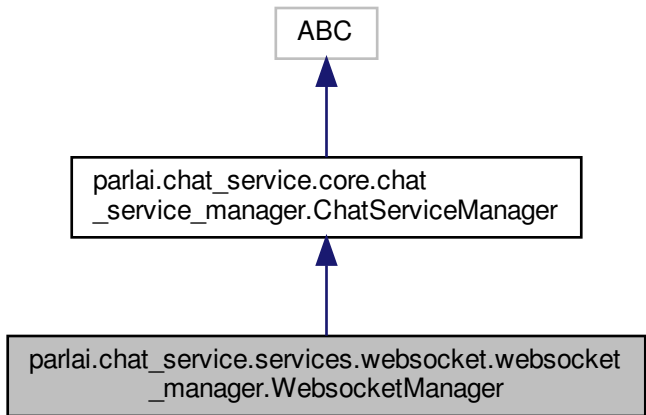 ABC
parlai.chat_service.core.chat
_service_manager.ChatServiceManager
parlai.chat_service.services.websocket.websocket
_manager.WebsocketManager